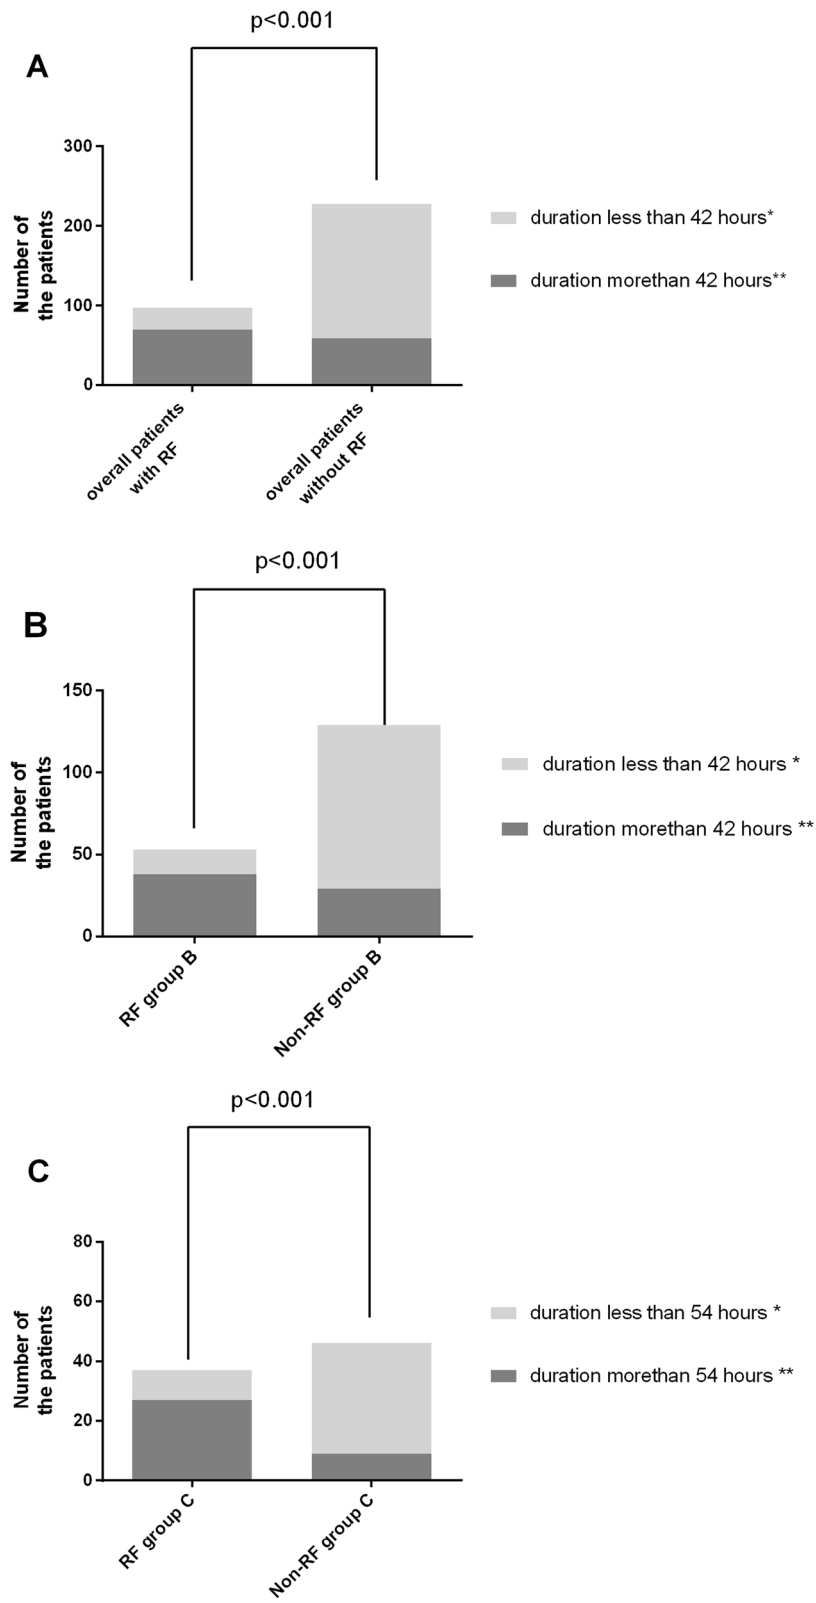 p<0.001
A
300
200
100
0
Number of
the patients
duration less than 42 hours*
duration morethan 42 hours**
overall patients
with RF
overall patients
without RF
p<0.001
B
150
100
50
0
Number of
the patients
duration less than 42 hours *
duration morethan 42 hours **
RF group B
Non-RF group B
p<0.001
C
80
60
40
20
0
Number of
the patients
duration less than 54 hours *
duration morethan 54 hours **
RF group C
Non-RF group C